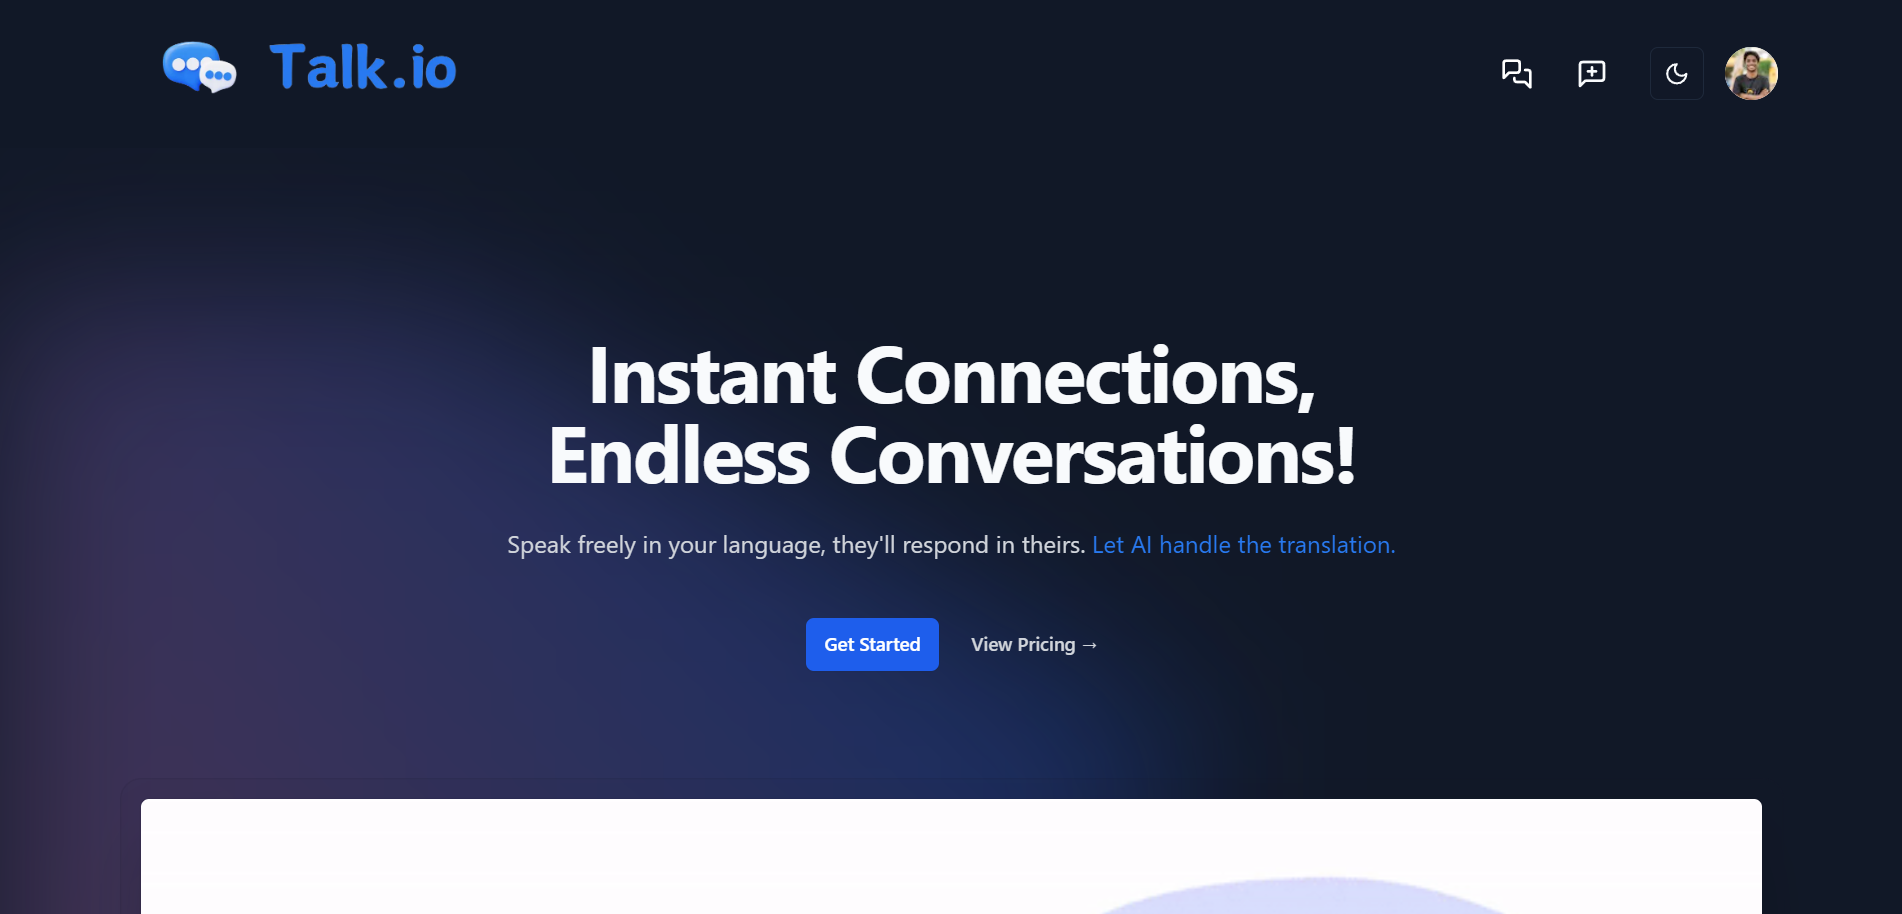 Talk.io
Instant Connections,
Endless Conversations!
Speak freely in your language, they'll respond in theirs. Let AI handle the translation.
Get Started
View Pricing →